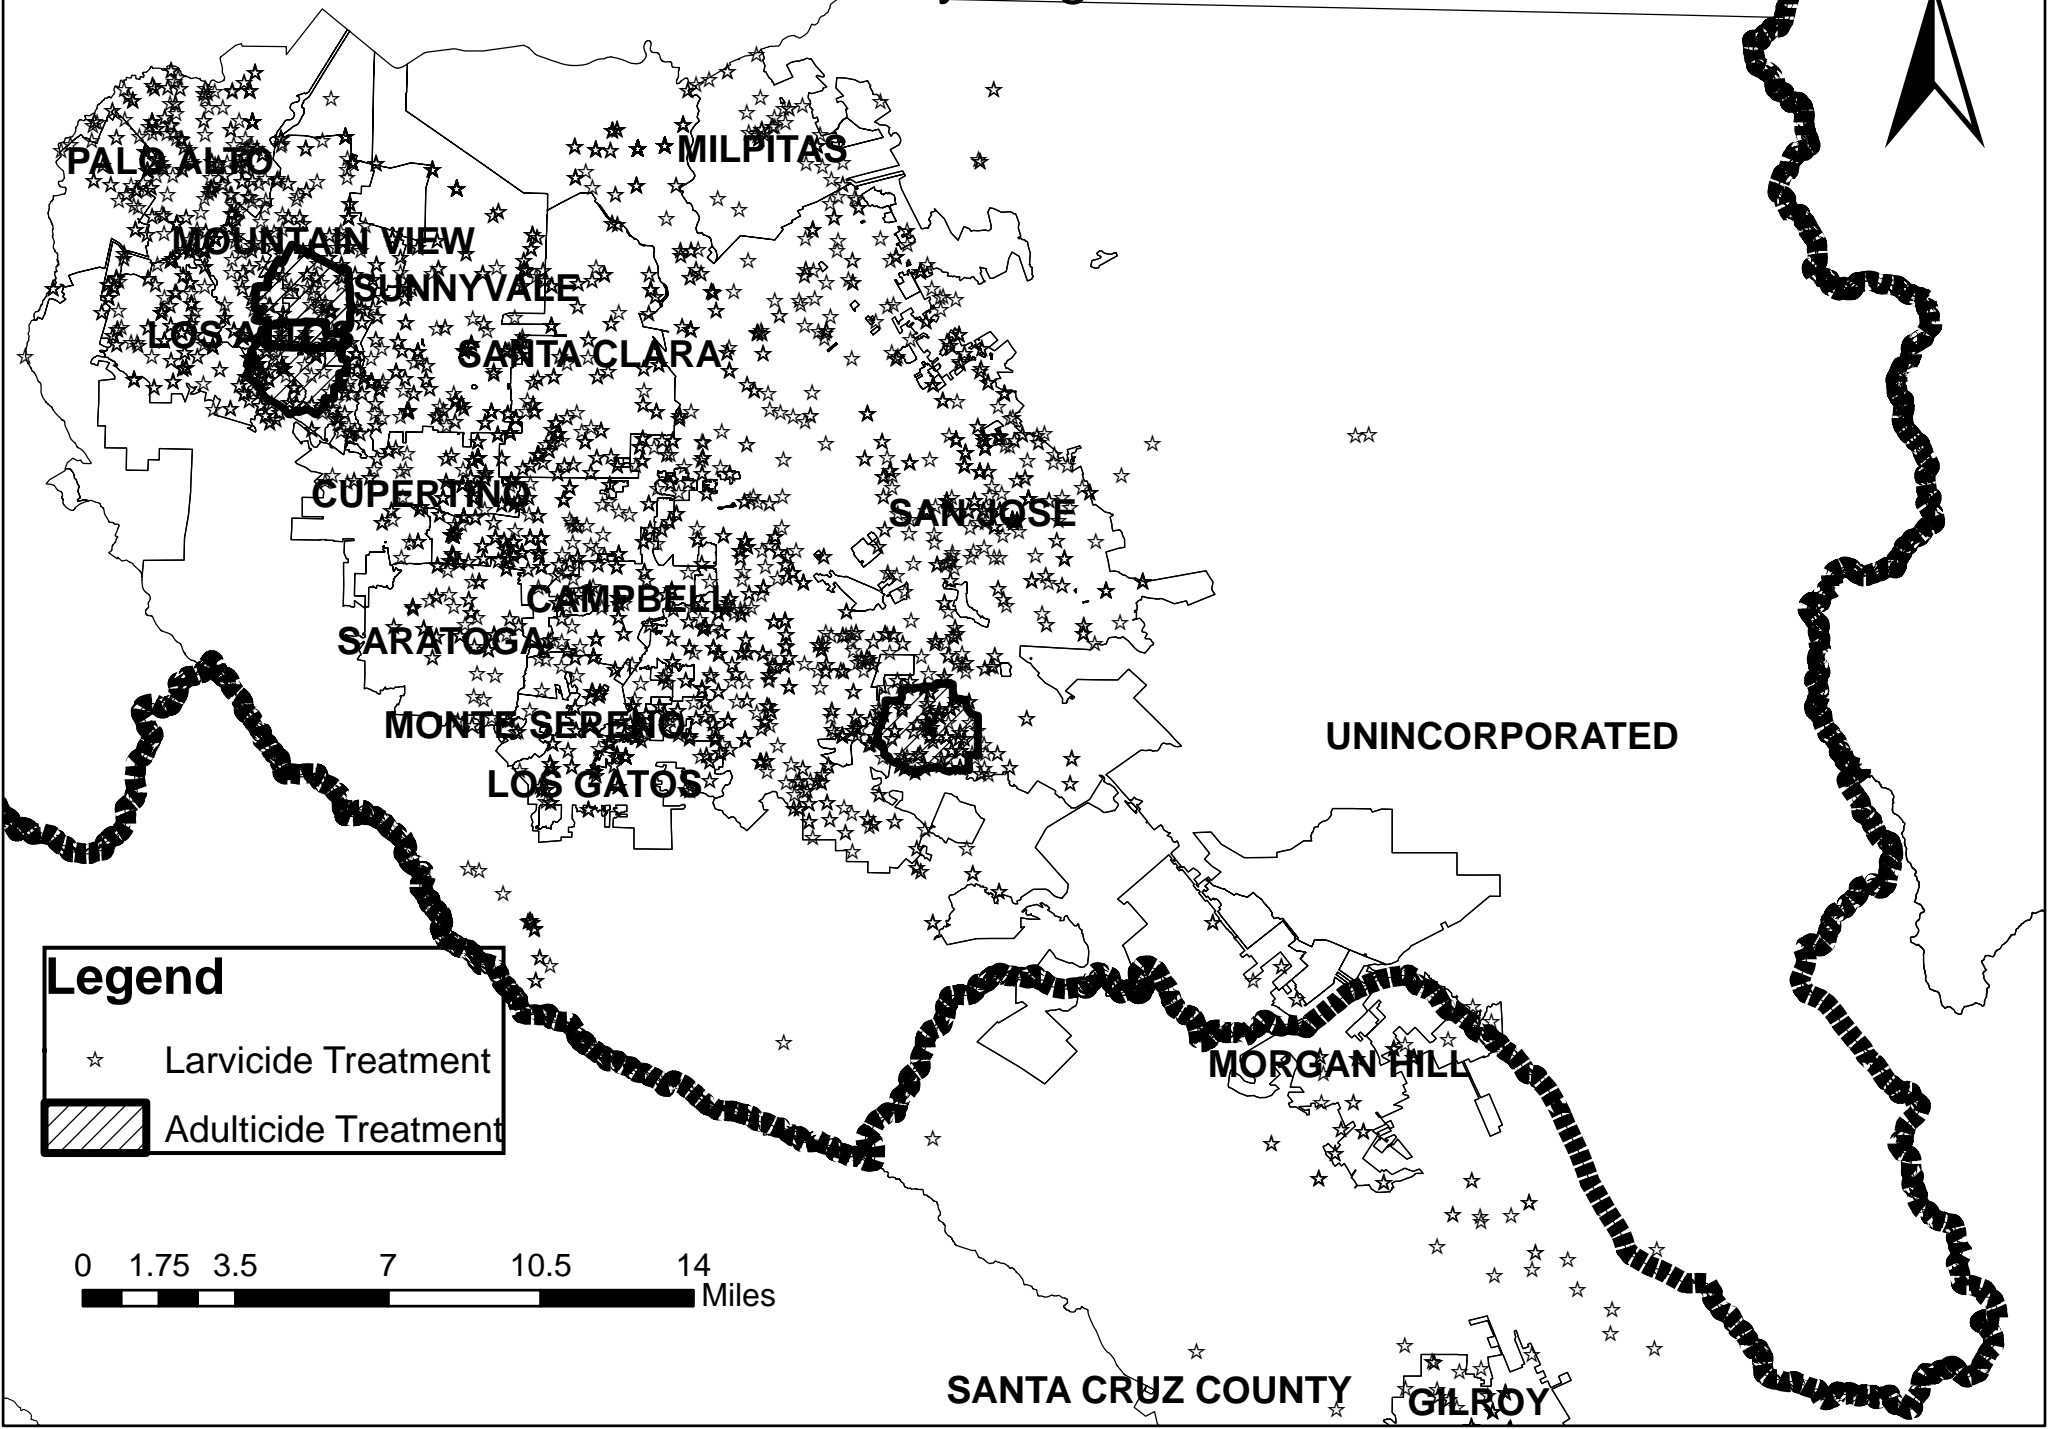 PALO ALTO
MILPITAS
MOUNTAIN VIEW
SUNNYVALE
LOS ALTOS
SANTA CLARA
CUPERTINO
SAN JOSE
CAMPBELL
SARATOGA
MONTE SERENO
UNINCORPORATED
LOS GATOS
Legend
Larvicide Treatment
Adulticide Treatment
MORGAN HILL
0 1.75 3.5 7 10.5 14
Miles
SANTA CRUZ COUNTY
GILROY